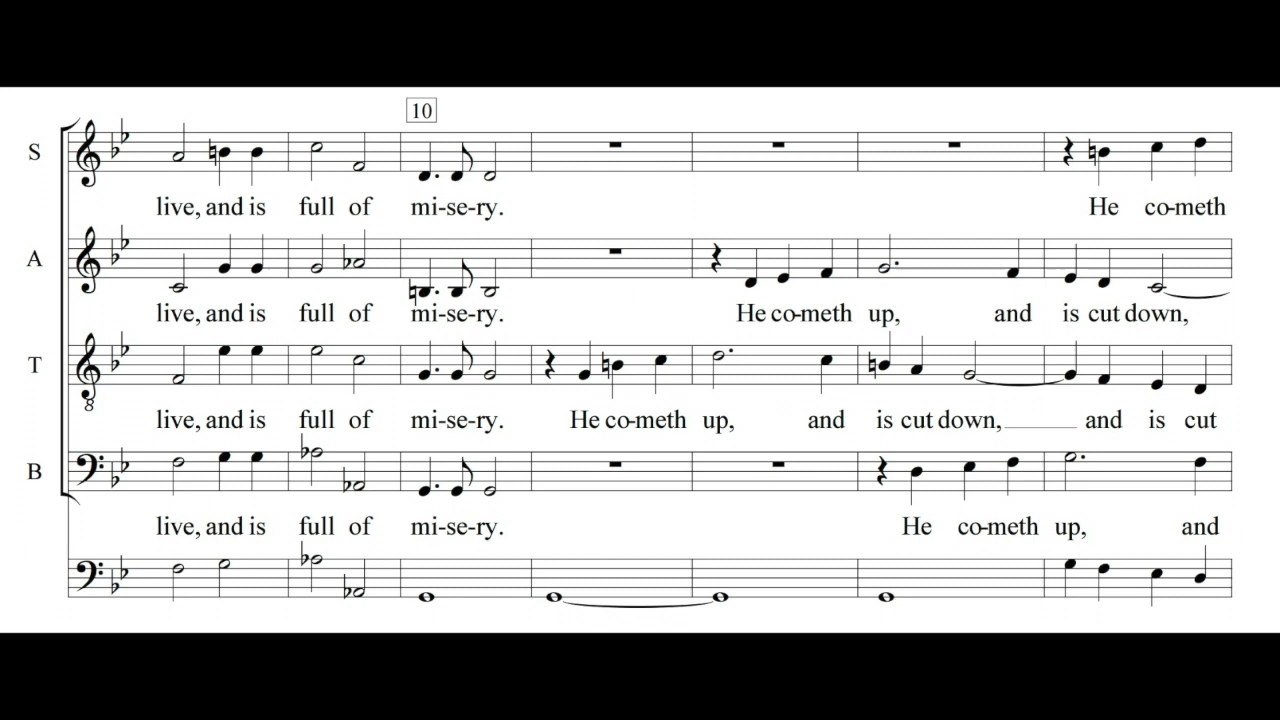 10
S
live, and is full of mi-se-ry. He co-meth
A
live, and is full of mi-se-ry. He co-meth up, and is cut down,
T
8
live, and is full of mi-se-ry. He co-meth up, and is cut down, and is cut
B
live, and is full of mi-se-ry. He co-meth up, and